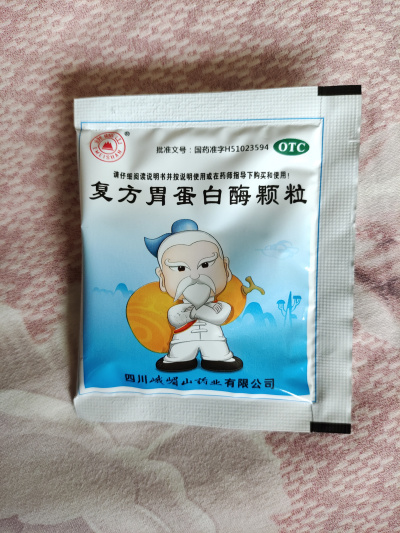 批准文号：国药准字H51023594
OTC
请仔细阅读说明书并按说明使用或在药师指导下购买和使用！
复方胃蛋白酶颗粒
四川峨嵋山药业有限公司